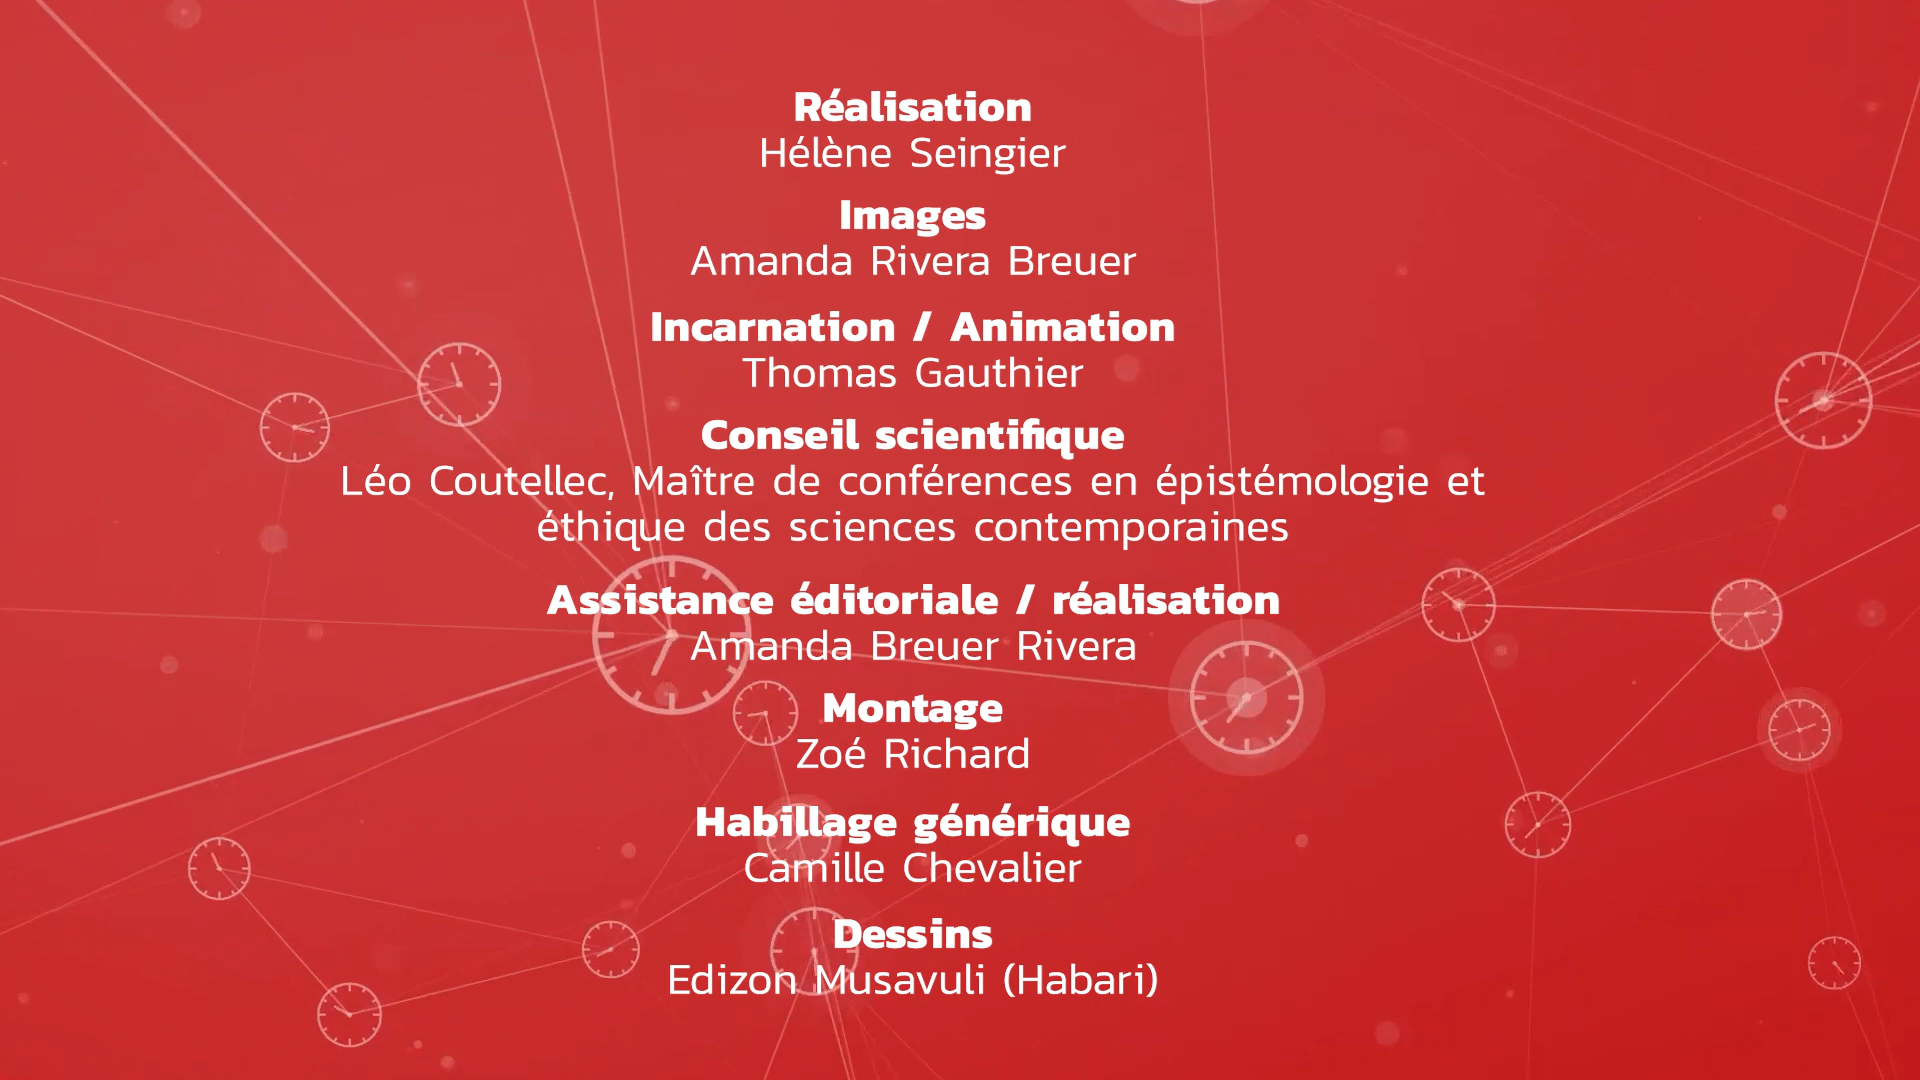 Réalisation
Hélène Seingier
Images
Amanda Rivera Breuer
Incarnation / Animation
Thomas Gauthier
Conseil scientifique
Léo Coutellec, Maître de conférences en épistémologie et
éthique des sciences contemporaines
Assistance éditoriale / réalisation
Amanda Breuer Rivera
Montage
Zoé Richard
Habillage générique
Camille Chevalier
Dessins
Edizon Musavuli (Habari)